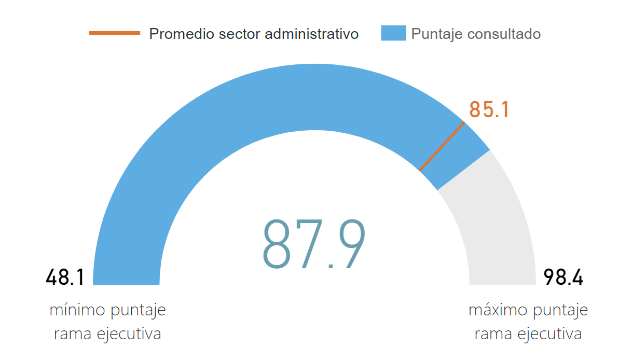 Promedio sector administrativo
Puntaje consultado
85.1
87.9
48.1
98.4
mínimo puntaje
rama ejecutiva
máximo puntaje
rama ejecutiva